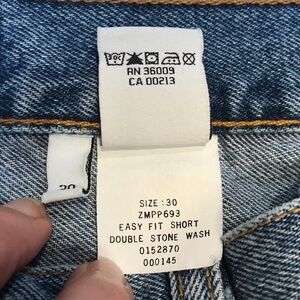 RN 36009
CA 00213
SIZE:30
ZMPP693
EASY FIT SHORT
DOUBLE STONE WASH
0152870
000145